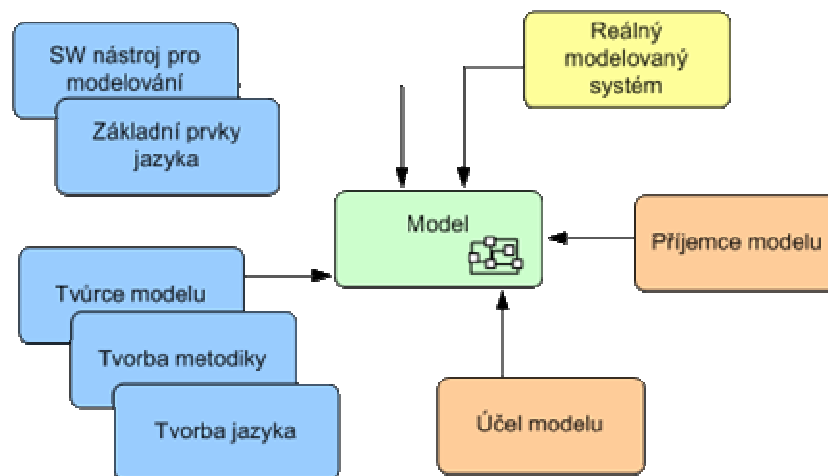 SW nástroj pro
modelování
Základní prvky
jazyka
Reálný
modelovaný
systém
Model
Příjemce modelu
Tvůrce modelu
Tvorba metodiky
Tvorba jazyka
Účel modelu